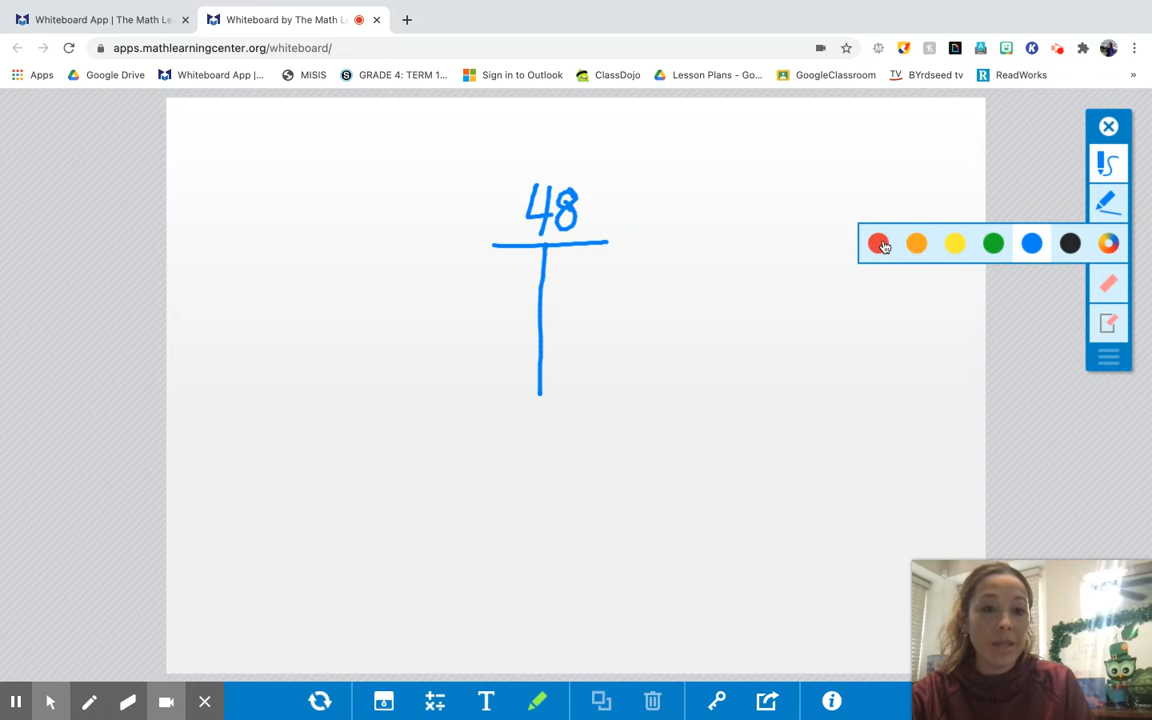 Whiteboard App | The Math Le
Whiteboard by The Math L
apps.mathlearningcenter.org/whiteboard/
Apps
Google Drive
Whiteboard App |...
MISIS
GRADE 4: TERM 1...
Sign in to Outlook
ClassDojo
Lesson Plans - Go...
GoogleClassroom
TV BYrdseed tv
R ReadWorks
»
48
T